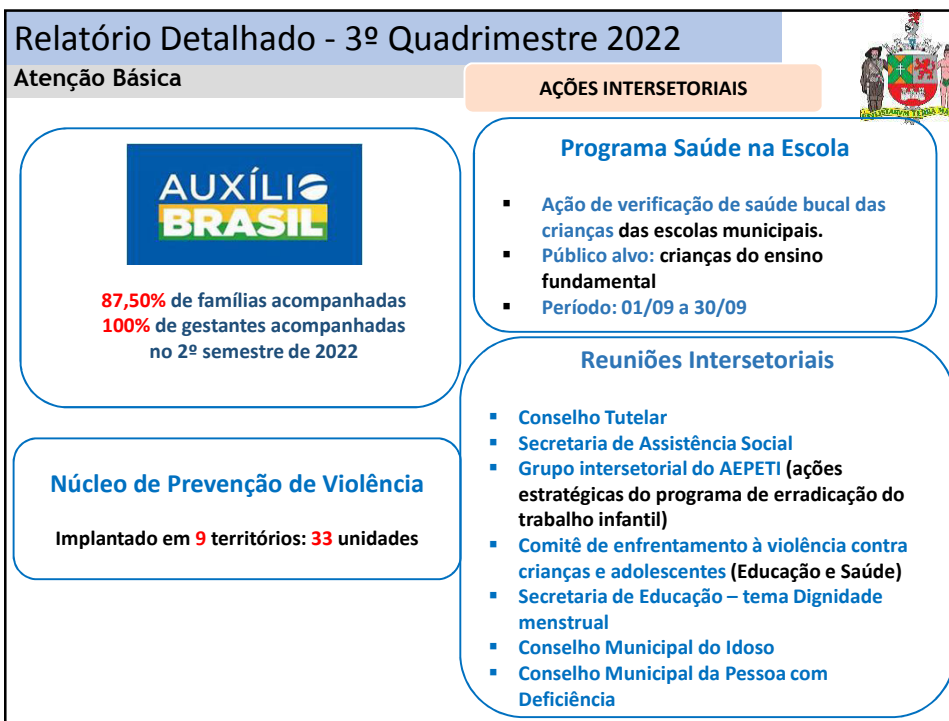 Relatório Detalhado - 3º Quadrimestre 2022
Atenção Básica
AÇÕES INTERSETORIAIS
AUXÍLIO
BRASIL
87,50% de famílias acompanhadas
100% de gestantes acompanhadas
no 2º semestre de 2022
Núcleo de Prevenção de Violência
Implantado em 9 territórios: 33 unidades
Programa Saúde na Escola
▪ Ação de verificação de saúde bucal das
crianças das escolas municipais.
▪ Público alvo: crianças do ensino
fundamental
▪ Período: 01/09 a 30/09
Reuniões Intersetoriais
▪ Conselho Tutelar
▪ Secretaria de Assistência Social
▪ Grupo intersetorial do AEPETI (ações
estratégicas do programa de erradicação do
trabalho infantil)
▪ Comitê de enfrentamento à violência contra
crianças e adolescentes (Educação e Saúde)
▪ Secretaria de Educação – tema Dignidade
menstrual
▪ Conselho Municipal do Idoso
▪ Conselho Municipal da Pessoa com
Deficiência